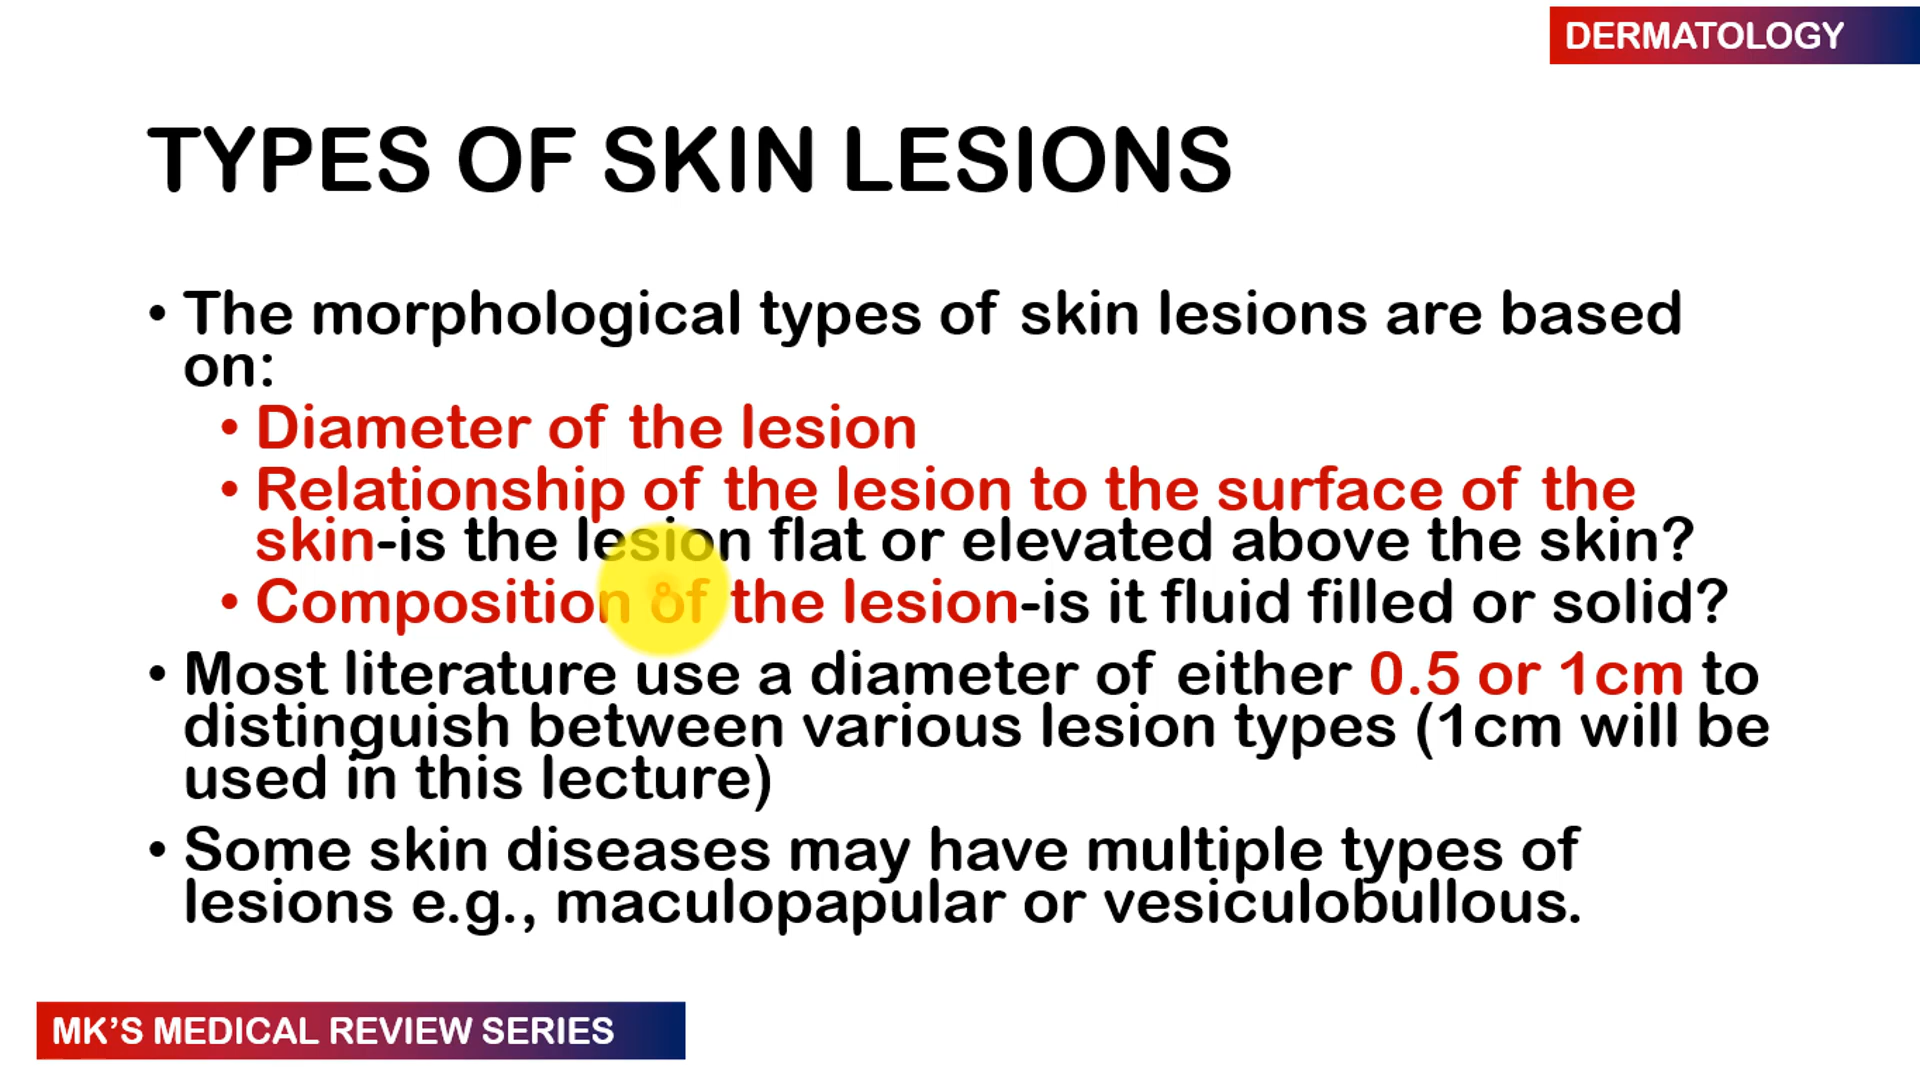 DERMATOLOGY
TYPES OF SKIN LESIONS
• The morphological types of skin lesions are based
on:
• Diameter of the lesion
• Relationship of the lesion to the surface of the
skin-is the lesion flat or elevated above the skin?
• Composition of the lesion-is it fluid filled or solid?
• Most literature use a diameter of either 0.5 or 1cm to
distinguish between various lesion types (1cm will be
used in this lecture)
• Some skin diseases may have multiple types of
lesions e.g., maculopapular or vesiculobullous.
MK’S MEDICAL REVIEW SERIES